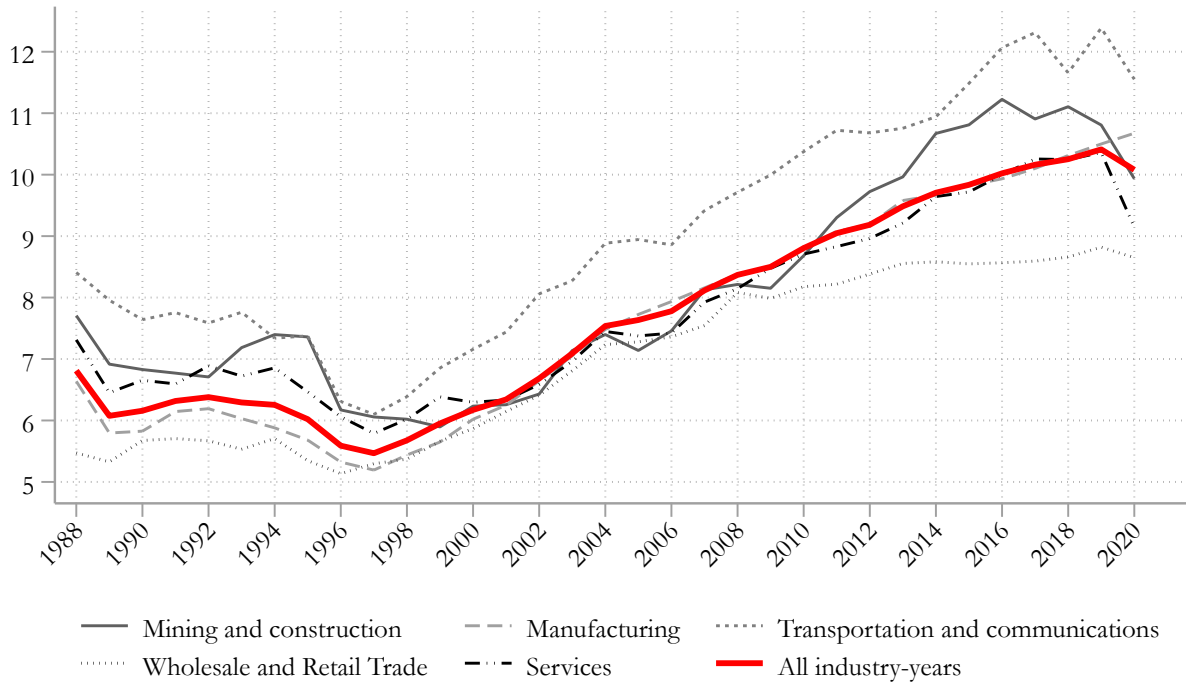 12
11
10
9
8
7
6
5
1988 1990 1992 1994 1996 1998 2000 2002 2004 2006 2008 2010 2012 2014 2016 2018 2020
Mining and construction Manufacturing Transportation and communications
Wholesale and Retail Trade Services All industry-years